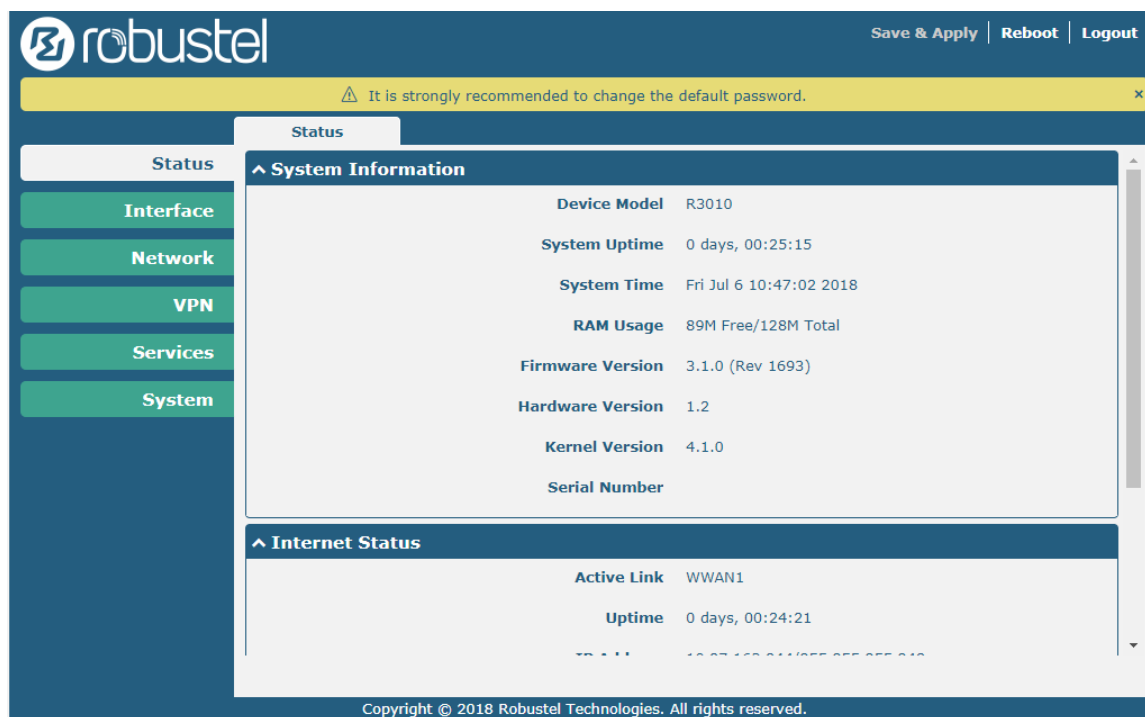 robustel
Save & Apply | Reboot | Logout
⚠ It is strongly recommended to change the default password. ×
Status
Status
Interface
Network
VPN
Services
System
System Information
Device Model R3010
System Uptime 0 days, 00:25:15
System Time Fri Jul 6 10:47:02 2018
RAM Usage 89M Free/128M Total
Firmware Version 3.1.0 (Rev 1693)
Hardware Version 1.2
Kernel Version 4.1.0
Serial Number
Internet Status
Active Link WWAN1
Uptime 0 days, 00:24:21
Copyright © 2018 Robustel Technologies. All rights reserved.